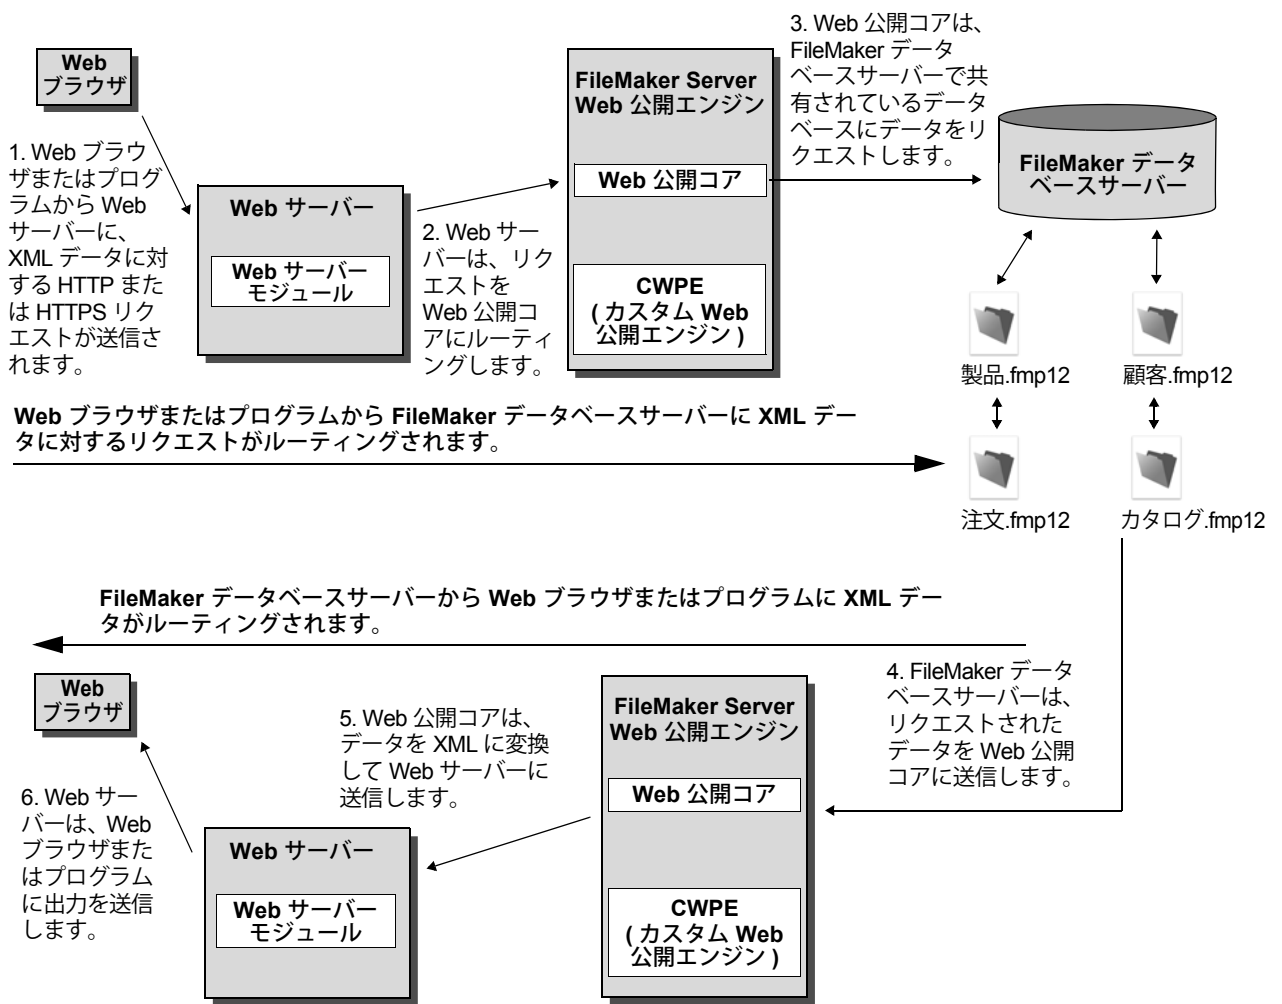 Web
ブラウザ
1. Web ブラウ
ザまたはプログ
ラムから Web
サーバーに、
XML データに対
する HTTP また
は HTTPS リク
エストが送信さ
れます。
Web サーバー
Web サーバー
モジュール
2. Web サー
バーは、リク
エストを
Web 公開コ
アにルーティ
ングします。
FileMaker Server
Web 公開エンジン
Web 公開コア
CWPE
( カスタム Web
公開エンジン )
3. Web 公開コアは、
FileMaker データ
ベースサーバーで共
有されているデータ
ベースにデータをリ
クエストします。
FileMaker データ
ベースサーバー
製品.fmp12
顧客.fmp12
注文.fmp12
カタログ.fmp12
Web ブラウザまたはプログラムから FileMaker データベースサーバーに XML デー
タに対するリクエストがルーティングされます。
FileMaker データベースサーバーから Web ブラウザまたはプログラムに XML デー
タがルーティングされます。
4. FileMaker データ
ベースサーバーは、
リクエストされた
データを Web 公開
コアに送信します。
FileMaker Server
Web 公開エンジン
Web 公開コア
CWPE
( カスタム Web
公開エンジン )
5. Web 公開コアは、
データを XML に変換
して Web サーバーに
送信します。
Web サーバー
Web サーバー
モジュール
6. Web サー
バーは、Web
ブラウザまた
はプログラム
に出力を送信
します。
Web
ブラウザ